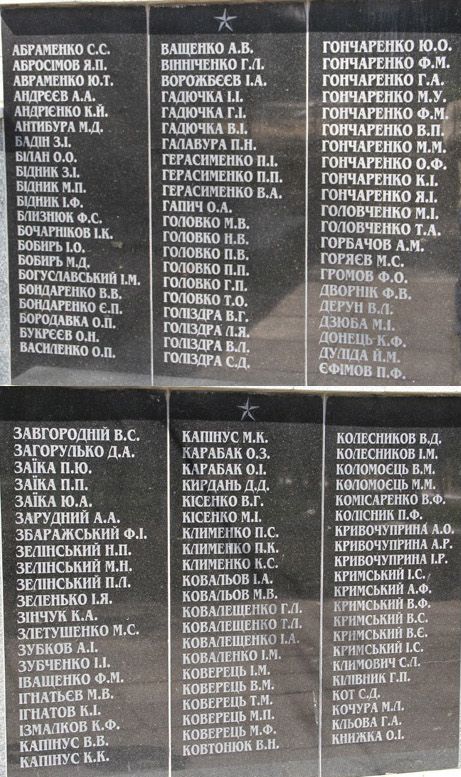 АБРАМЕНКО С.С.
АБРОСІМОВ Я.П.
АВРАМЕНКО Ю.Т.
АНДРЄЄВ А.А.
АНДРІЄНКО К.Й.
АНТИБУРА М.Д.
БАДІН З.І.
БІЛАН О.О.
БІДНИК З.І.
БІДНИК М.П.
БІДНИК І.Ф.
БЛИЗНЮК Ф.С.
БОЧАРНИКОВ І.К.
БОБИРЬ І.О.
БОБИРЬ М.Д.
БОГУСЛАВСЬКИЙ І.М.
БОНДАРЕНКО В.В.
БОНДАРЕНКО Є.П.
БОРОДАВКА О.П.
БУКРЄЄВ О.Н.
ВАСИЛЕНКО О.П.
ВАЩЕНКО А.В.
ВІННІЧЕНКО Г.Л.
ВОРОЖБЄЄВ І.А.
ГАДЮЧКА І.І.
ГАДЮЧКА Г.І.
ГАДЮЧКА В.І.
ГАЛАВУРА П.Н.
ГЕРАСИМЕНКО П.І.
ГЕРАСИМЕНКО П.П.
ГЕРАСИМЕНКО В.А.
ГАПИЧ О.А.
ГОЛОВКО М.В.
ГОЛОВКО Н.В.
ГОЛОВКО П.В.
ГОЛОВКО П.П.
ГОЛОВКО Г.П.
ГОЛОВКО Т.О.
ГОЛІЗДРА В.Г.
ГОЛІЗДРА Л.Я.
ГОЛІЗДРА В.Л.
ГОЛІЗДРА С.Д.
ГОНЧАРЕНКО Ю.О.
ГОНЧАРЕНКО Ф.М.
ГОНЧАРЕНКО Г.А.
ГОНЧАРЕНКО М.У.
ГОНЧАРЕНКО Ф.М.
ГОНЧАРЕНКО В.П.
ГОНЧАРЕНКО М.М.
ГОНЧАРЕНКО О.Ф.
ГОНЧАРЕНКО К.І.
ГОНЧАРЕНКО Я.І.
ГОЛОВЧЕНКО М.І.
ГОЛОВЧЕНКО Т.А.
ГОРБАЧОВ А.М.
ГОРЯЄВ М.С.
ГРОМОВ Ф.О.
ДВОРНІК Ф.В.
ДЕРУН В.Л.
ДЗЮБА М.І.
ДОНЕЦЬ К.Ф.
ДУЛІДА Й.М.
ЄФІМОВ П.Ф.
ЗАВГОРОДНІЙ В.С.
ЗАГОРУЛЬКО Д.А.
ЗАЇКА П.Ю.
ЗАЇКА П.П.
ЗАЇКА Ю.А.
ЗАРУДНИЙ А.А.
ЗБАРАЖСЬКИЙ Ф.І.
ЗЕЛІНСЬКИЙ Н.П.
ЗЕЛІНСЬКИЙ М.Н.
ЗЕЛІНСЬКИЙ П.Л.
ЗЕЛЕНЬКО І.Я.
ЗІНЧУК К.А.
ЗЛЕТУШЕНКО М.С.
ЗУБКОВ А.І.
ЗУБЧЕНКО І.І.
ІВАЩЕНКО Ф.М.
ІГНАТЬЄВ М.В.
ІГНАТОВ К.І.
ІЗМАЛКОВ К.Ф.
КАПІНУС В.В.
КАПІНУС К.К.
КАПІНУС М.К.
КАРАБАК О.З.
КАРАБАК О.І.
КИРДАНЬ Д.Д.
КІСЕНКО В.Г.
КІСЕНКО М.І.
КЛИМЕНКО П.С.
КЛИМЕНКО П.К.
КЛИМЕНКО К.С.
КОВАЛЬОВ І.А.
КОВАЛЬОВ М.В.
КОВАЛЕЩЕНКО Г.Л.
КОВАЛЕЩЕНКО Т.Л.
КОВАЛЕЩЕНКО І.А.
КОВАЛЕНКО І.М.
КОВЕРЕЦЬ І.М.
КОВЕРЕЦЬ В.М.
КОВЕРЕЦЬ Т.М.
КОВЕРЕЦЬ М.П.
КОВЕРЕЦЬ М.Ф.
КОВТОНЮК В.Н.
КОЛЕСНИКОВ В.Д.
КОЛЕСНИКОВ І.М.
КОЛОМОЄЦЬ В.М.
КОЛОМОЄЦЬ М.М.
КОМІСАРЕНКО В.Ф.
КОЛІСНИК П.Ф.
КРИВОЧУПРИНА А.О.
КРИВОЧУПРИНА А.Р.
КРИВОЧУПРИНА І.Р.
КРИМСЬКИЙ І.С.
КРИМСЬКИЙ А.Ф.
КРИМСЬКИЙ В.Ф.
КРИМСЬКИЙ В.С.
КРИМСЬКИЙ В.Є.
КРИМСЬКИЙ І.С.
КЛИМОВИЧ С.Л.
КІЛІВНИК Г.П.
КОТ С.Д.
КОЧУРА М.Л.
КЛЬОВА Г.А.
КНИЖКА О.І.